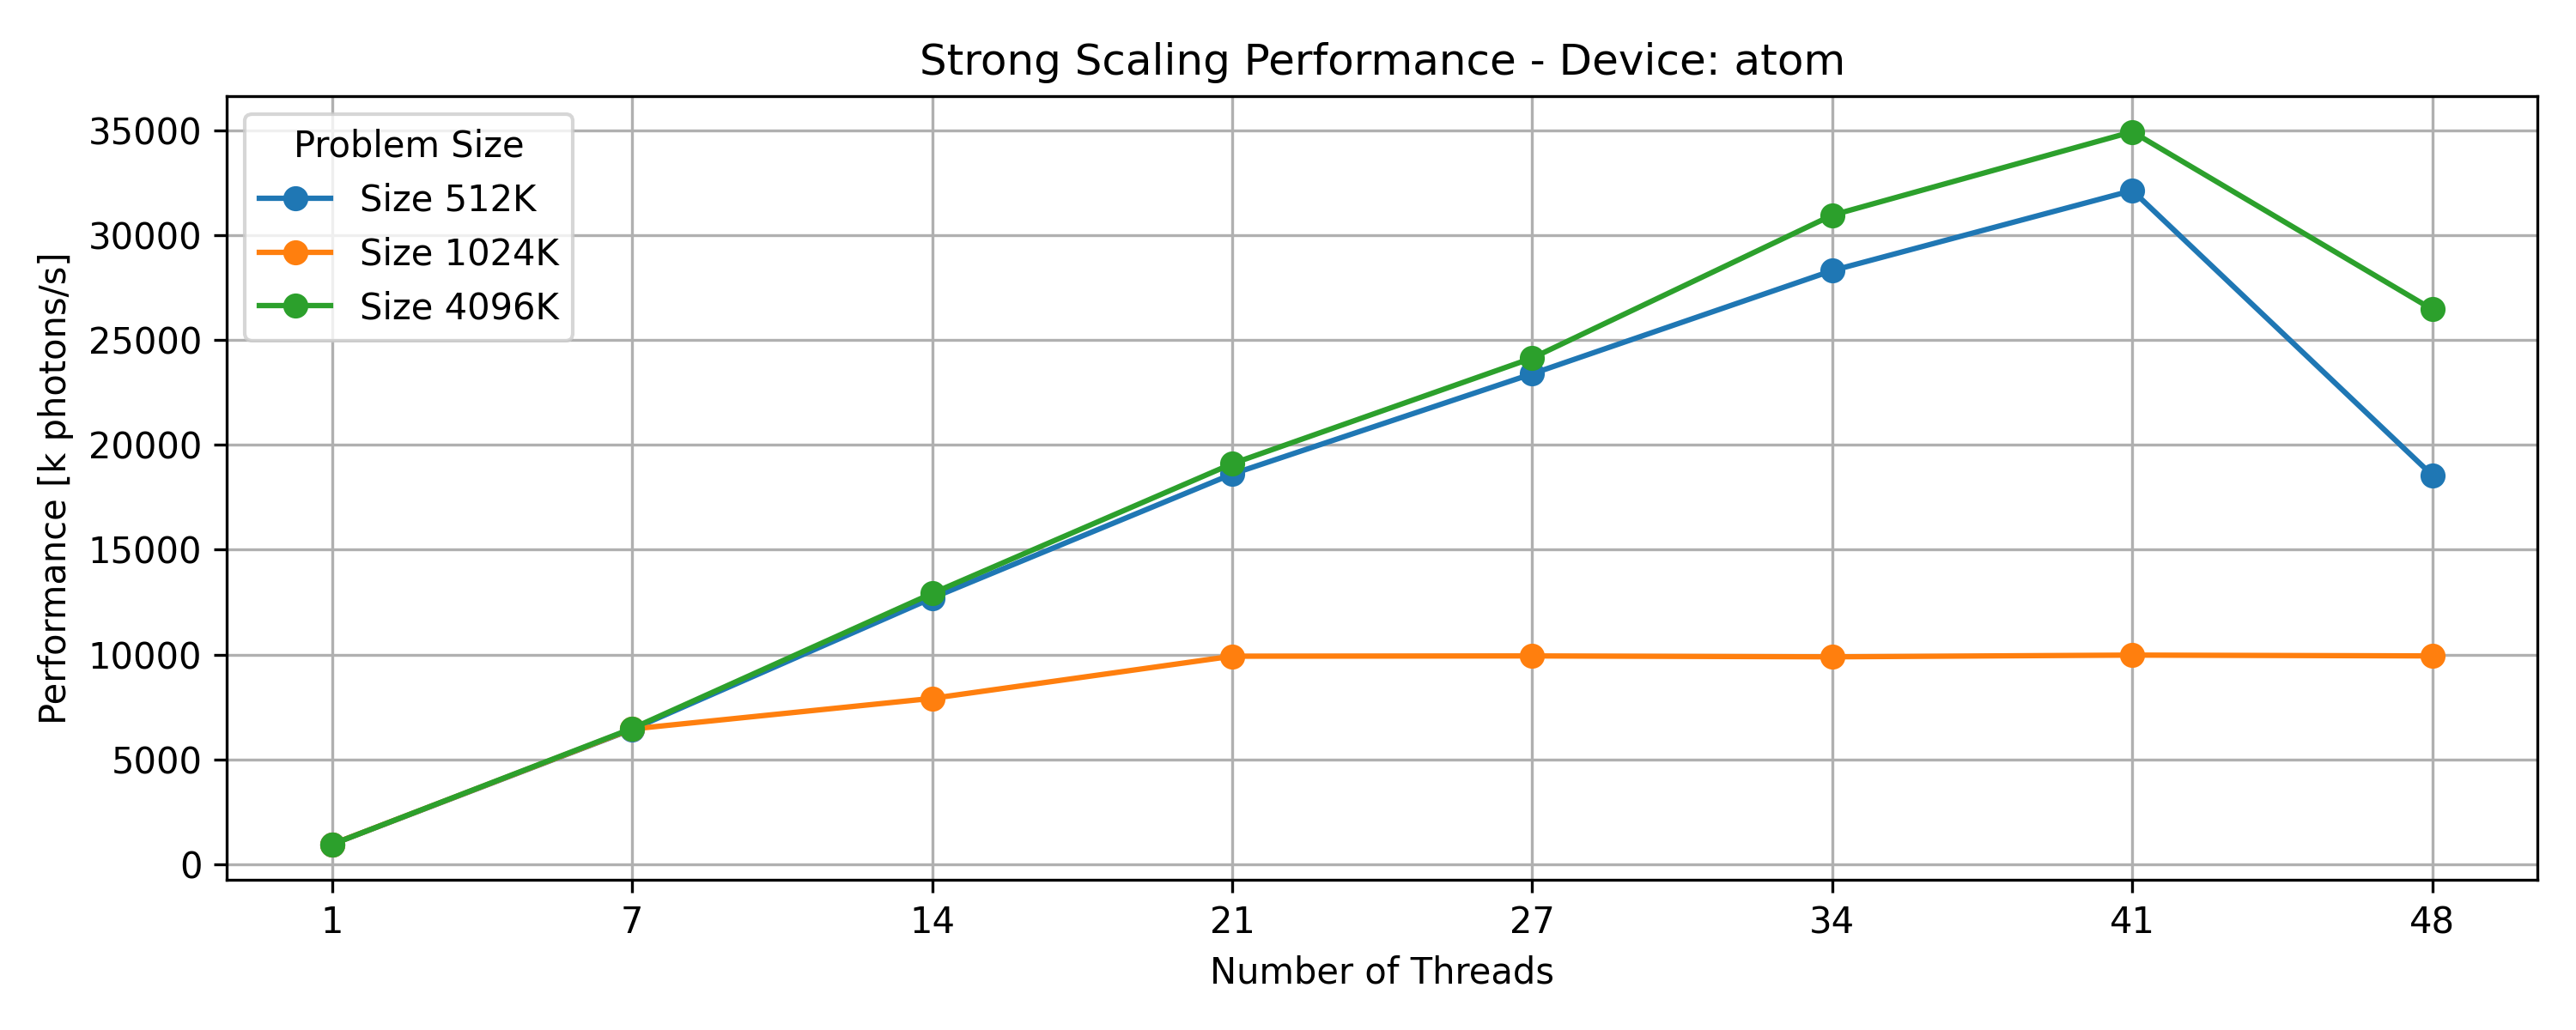 Strong Scaling Performance - Device: atom
Performance [k photons/s]
35000
30000
25000
20000
15000
10000
5000
0
Problem Size
Size 512K
Size 1024K
Size 4096K
1 7 14 21 27 34 41 48
Number of Threads